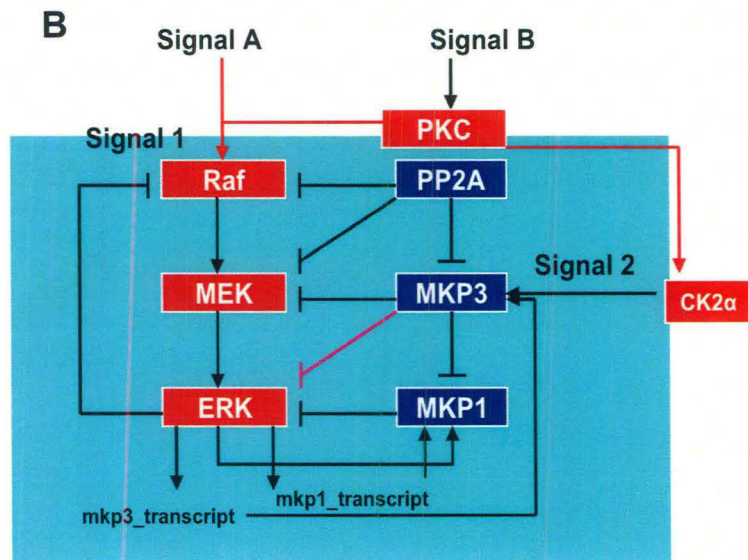 B
Signal A
Signal B
PKC
Signal 1
Raf
PP2A
Signal 2
MEK
MKP3
CK2α
ERK
MKP1
mkp1_transcript
mkp3_transcript